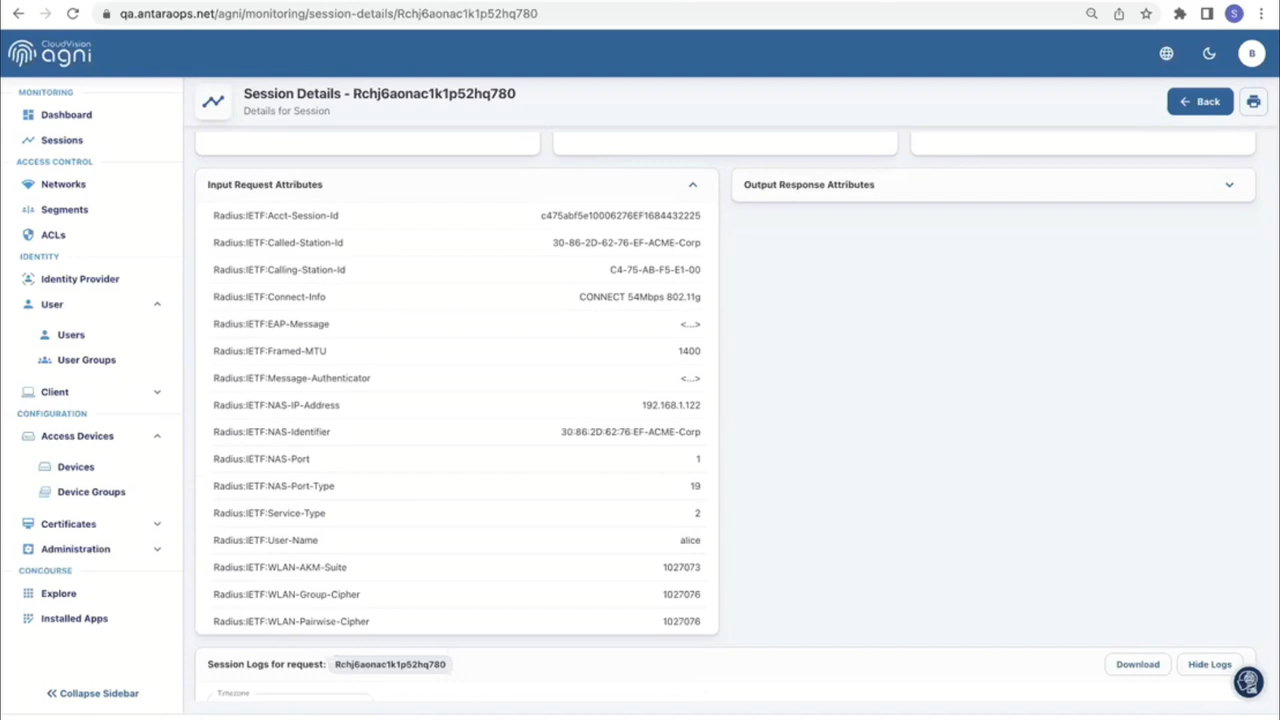 qa.antaraops.net/agni/monitoring/session-details/Rchj6aonac1k1p52hq780
S
CloudVision
agni
B
MONITORING
Dashboard
Sessions
ACCESS CONTROL
Networks
Segments
ACLs
IDENTITY
Identity Provider
User
Users
User Groups
Client
CONFIGURATION
Access Devices
Devices
Device Groups
Certificates
Administration
CONCOURSE
Explore
Installed Apps
Collapse Sidebar
Session Details - Rchj6aonac1k1p52hq780
Details for Session
Back
Input Request Attributes
Radius:IETF:Acct-Session-Id c475abf5e10006276EF1684432225
Radius:IETF:Called-Station-Id 30-86-2D-62-76-EF-ACME-Corp
Radius:IETF:Calling-Station-Id C4-75-AB-F5-E1-00
Radius:IETF:Connect-Info CONNECT 54Mbps 802.11g
Radius:IETF:EAP-Message <...>
Radius:IETF:Framed-MTU 1400
Radius:IETF:Message-Authenticator <...>
Radius:IETF:NAS-IP-Address 192.168.1.122
Radius:IETF:NAS-Identifier 30:86:2D:62:76:EF-ACME-Corp
Radius:IETF:NAS-Port 1
Radius:IETF:NAS-Port-Type 19
Radius:IETF:Service-Type 2
Radius:IETF:User-Name alice
Radius:IETF:WLAN-AKM-Suite 1027073
Radius:IETF:WLAN-Group-Cipher 1027076
Radius:IETF:WLAN-Pairwise-Cipher 1027076
Output Response Attributes
Session Logs for request: Rchj6aonac1k1p52hq780
Download
Hide Logs
Timezone